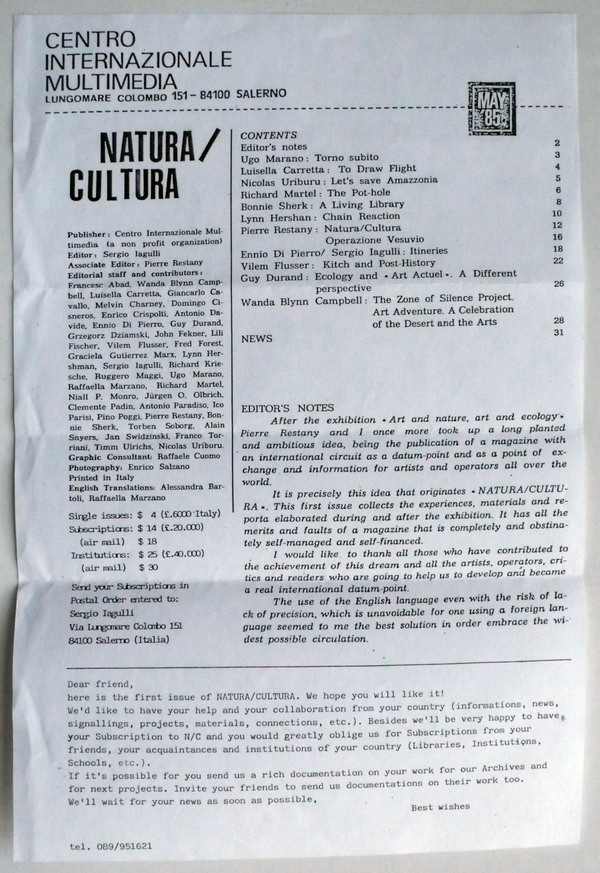 CENTRO
INTERNAZIONALE
MULTIMEDIA
LUNGOMARE COLOMBO 151 - 84100 SALERNO
MAY
85
NATURA/
CULTURA
Publisher: Centro Internazionale Mul-
timedia (a non profit organization)
Editor: Sergio Iagulli
Associate Editor: Pierre Restany
Editorial staff and contributors:
Francesc Abad, Wanda Blynn Camp-
bell, Luisella Carretta, Giancarlo Ca-
vallo, Melvin Charney, Domingo Ci-
sneros, Enrico Crispolti, Antonio Da-
vide, Ennio Di Pierro, Guy Durand,
Grzegorz Dziamski, John Fekner, Lili
Fischer, Vilem Flusser, Fred Forest,
Graciela Gutierrez Marx, Lynn Her-
shman, Sergio Iagulli, Richard Krie-
sche, Ruggero Maggi, Ugo Marano,
Raffaella Marzano, Richard Martel,
Niall P. Monro, Jürgen O. Olbrich,
Clemente Padin, Antonio Paradiso, Ico
Parisi, Pino Poggi, Pierre Restany, Bon-
nie Sherk, Torben Soborg, Alain
Snyers, Jan Swidzinski, Franco Tor-
riani, Timm Ulrichs, Nicolas Uriburu.
Graphic Consultant: Raffaele Cuomo
Photography: Enrico Salzano
Printed in Italy
English Translations: Alessandra Bar-
toli, Raffaella Marzano
Single issues: $ 4 (£.6000 Italy)
Subscriptions: $ 14 (£.20.000)
(air mail) $ 18
Institutions: $ 25 (£.40.000)
(air mail) $ 30
Send your Subscriptions in
Postal Order entered to:
Sergio Iagulli
Via Lungomare Colombo 151
84100 Salerno (Italia)
CONTENTS
Editor's notes 2
Ugo Marano: Torno subito 3
Luisella Carretta: To Draw Flight 4
Nicolas Uriburu: Let's save Amazzonia 5
Richard Martel: The Pot-hole 6
Bonnie Sherk: A Living Library 8
Lynn Hershan: Chain Reaction 10
Pierre Restany: Natura/Cultura 12
Operazione Vesuvio 16
Ennio Di Pierro/ Sergio Iagulli: Itineries 18
Vilem Flusser: Kitch and Post-History 22
Guy Durand: Ecology and «Art Actuel». A Different
perspective 26
Wanda Blynn Campbell: The Zone of Silence Project.
Art Adventure. A Celebration
of the Desert and the Arts 28
NEWS 31
EDITOR'S NOTES
After the exhibition «Art and nature, art and ecology»
Pierre Restany and I once more took up a long planted
and ambitious idea, being the publication of a magazine with
an international circuit as a datum-point and as a point of ex-
change and information for artists and operators all over the
world.
It is precisely this idea that originates «NATURA/CULTU-
RA». This first issue collects the experiences, materials and re-
porta elaborated during and after the exhibition. It has all the
merits and faults of a magazine that is completely and obstina-
tely self-managed and self-financed.
I would like to thank all those who have contributed to
the achievement of this dream and all the artists, operators, cri-
tics and readers who are going to help us to develop and became
a real international datum-point.
The use of the English language even with the risk of la-
ck of precision, which is unavoidable for one using a foreign lan-
guage seemed to me the best solution in order embrace the wi-
dest possible circulation.
Dear friend,
here is the first issue of NATURA/CULTURA. We hope you will like it!
We'd like to have your help and your collaboration from your country (informations, news,
signallings, projects, materials, connections, etc.). Besides we'll be very happy to have
your Subscription to N/C and you would greatly oblige us for Subscriptions from your
friends, your acquaintances and institutions of your country (Libraries, Institutions,
Schools, etc.).
If it's possible for you send us a rich documentation on your work for our Archives and
for next projects. Invite your friends to send us documentations on their work too.
We'll wait for your news as soon as possible,
Best wishes
tel. 089/951621